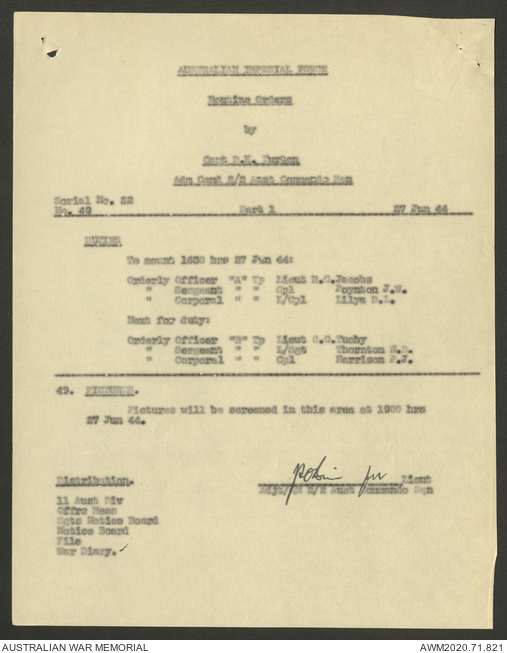 AUSTRALIAN IMPERIAL FORCE
Routine Orders
by
Capt D.K. Turton
Adm Comd 2/2 Aust Commando Sqn
Serial No. 22
No. 49 Part 1 27 Jun 44
DUTIES
To mount 1630 hrs 27 Jun 44:
Orderly Officer "A" Tp Lieut R.G. Jacobs
" Sergeant " " Cpl Poynton J.W.
" Corporal " " L/Cpl Lilya D.L.
Next for duty:
Orderly Officer "B" Tp Lieut C.G. Tuohy
" Sergeant " " L/Sgt Thornton
" Corporal " " Cpl Harrison P.J.
49. PICTURES.
Pictures will be screened in this area at 1900 hrs
27 Jun 44.
Distribution. Lieut
Adjt 2/2 Aust Commando Sqn
11 Aust Div
Offrs Mess
Sgts Notice Board
Notice Board
File
War Diary.
AUSTRALIAN WAR MEMORIAL AWM2020.71.821